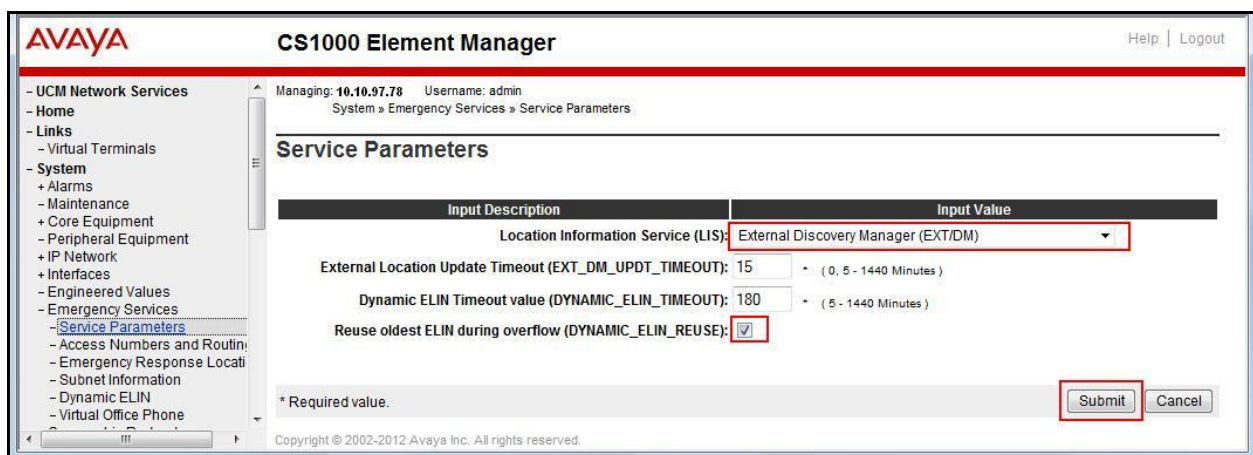 AVAYA
CS1000 Element Manager
Help | Logout
- UCM Network Services
- Home
- Links
- Virtual Terminals
- System
+ Alarms
- Maintenance
+ Core Equipment
- Peripheral Equipment
+ IP Network
+ Interfaces
- Engineered Values
- Emergency Services
- Service Parameters
- Access Numbers and Routin
- Emergency Response Locati
- Subnet Information
- Dynamic ELIN
- Virtual Office Phone
Managing: 10.10.97.78 Username: admin
System » Emergency Services » Service Parameters
Service Parameters
Input Description Input Value
Location Information Service (LIS): External Discovery Manager (EXT/DM)
External Location Update Timeout (EXT_DM_UPDT_TIMEOUT): 15 * ( 0, 5 - 1440 Minutes )
Dynamic ELIN Timeout value (DYNAMIC_ELIN_TIMEOUT): 180 * ( 5 - 1440 Minutes )
Reuse oldest ELIN during overflow (DYNAMIC_ELIN_REUSE):
* Required value.
Submit Cancel
Copyright © 2002-2012 Avaya Inc. All rights reserved.